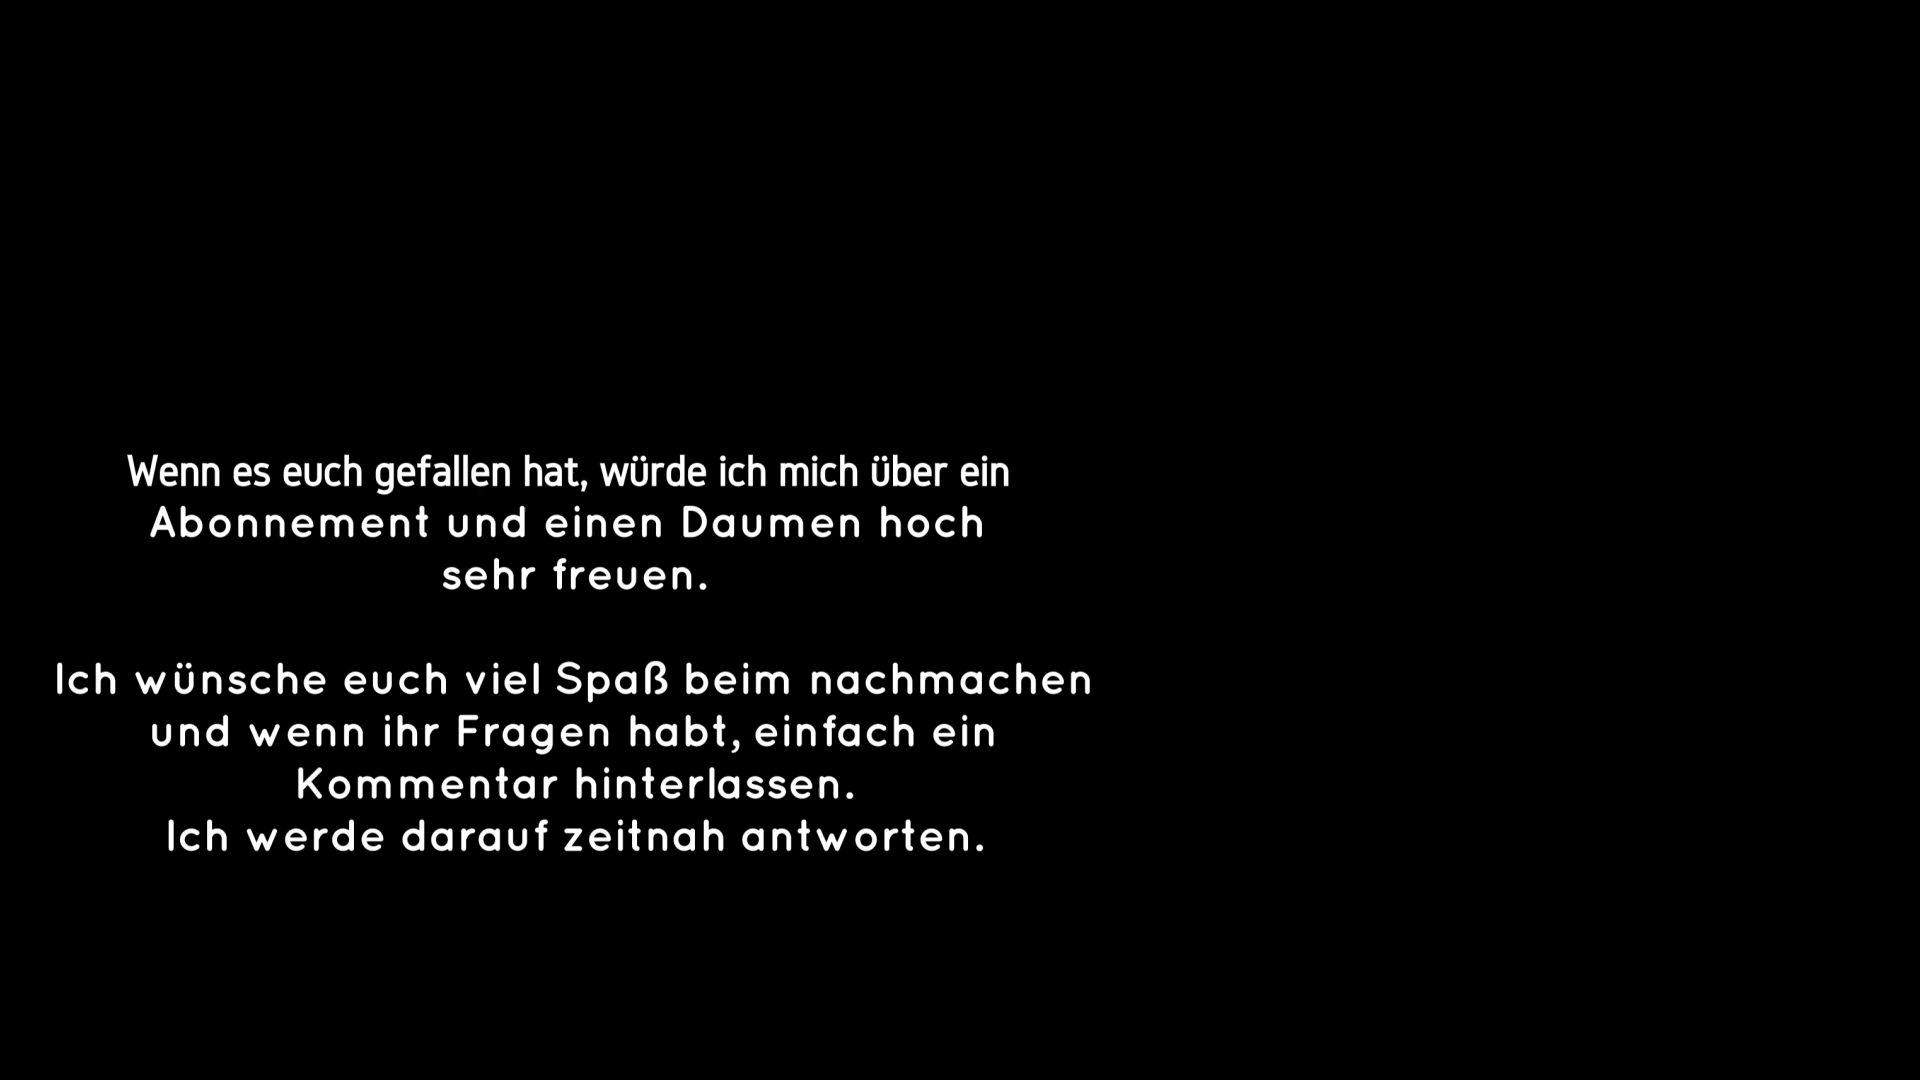 Wenn es euch gefallen hat, würde ich mich über ein
Abonnement und einen Daumen hoch
sehr freuen.
Ich wünsche euch viel Spaß beim nachmachen
und wenn ihr Fragen habt, einfach ein
Kommentar hinterlassen.
Ich werde darauf zeitnah antworten.